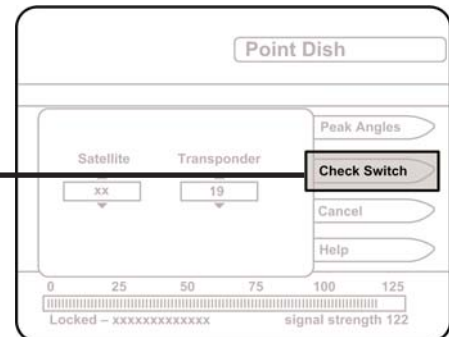 Point Dish
Peak Angles
Satellite Transponder
Check Switch
xx 19
Cancel
Help
0 25 50 75 100 125
Locked – xxxxxxxxxxxxx signal strength 122